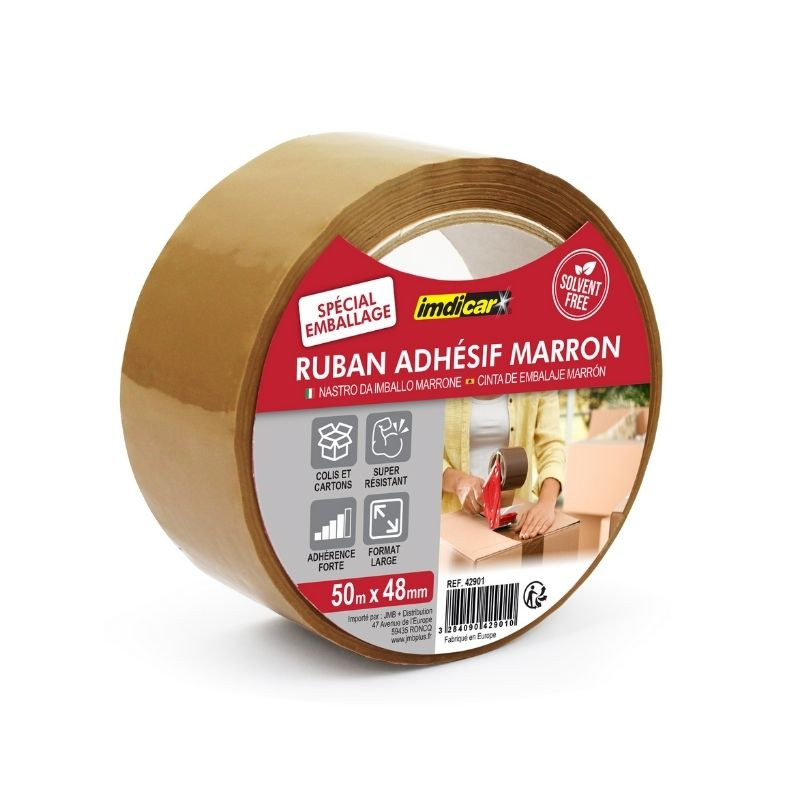 SPÉCIAL
EMBALLAGE
imdicar
SOLVENT
FREE
RUBAN ADHÉSIF MARRON
NASTRO DA IMBALLO MARRONE
CINTA DE EMBALAJE MARRÓN
COLIS ET
CARTONS
SUPER
RÉSISTANT
ADHÉRENCE
FORTE
FORMAT
LARGE
50m x 48mm
Importé par : JMB + Distribution
47 Avenue de l'Europe
59435 RONCQ
www.jmbplus.fr
REF. 42901
3 284090 429010
Fabriqué en Europe